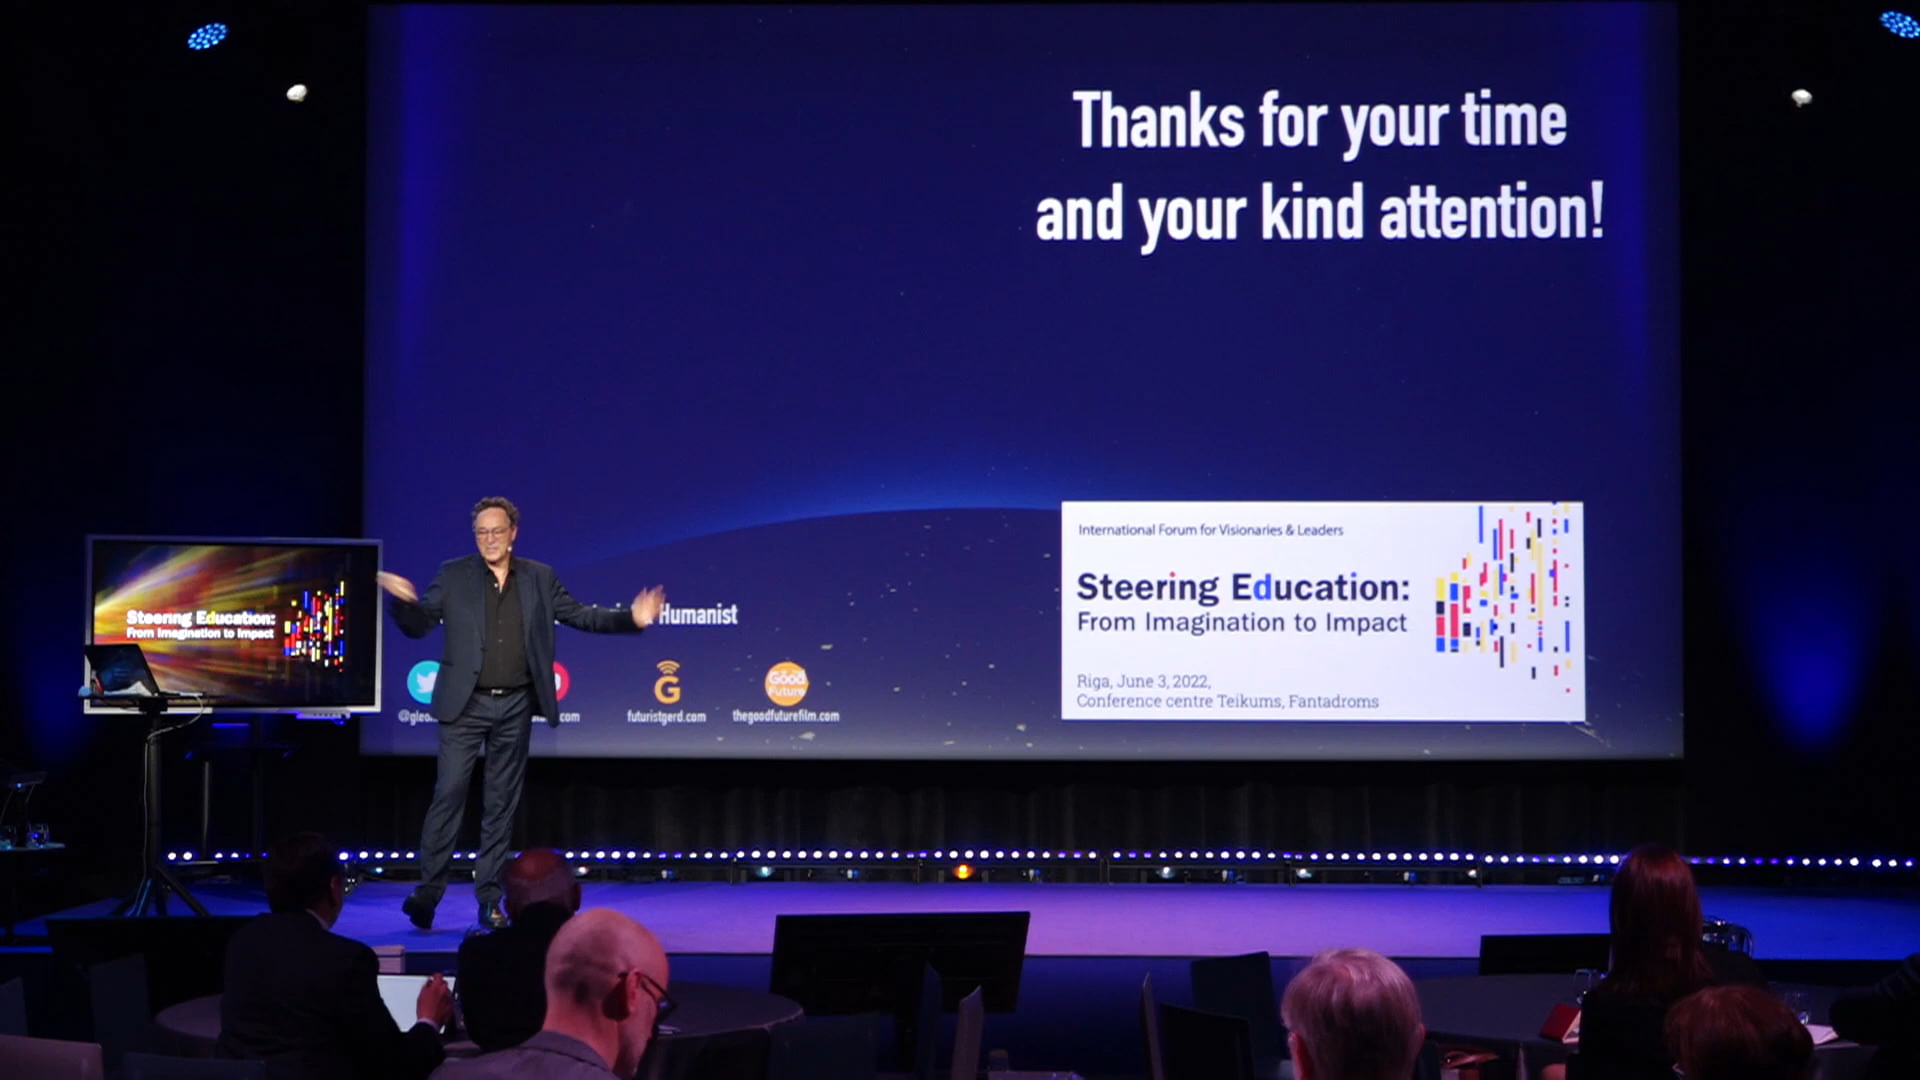 Thanks for your time
and your kind attention!
International Forum for Visionaries & Leaders
Steering Education:
From Imagination to Impact
Riga, June 3, 2022,
Conference centre Teikums, Fantadroms
Steering Education:
From Imagination to Impact
Humanist
G
Good
Future
futuristgerd.com
thegoodfuturefilm.com